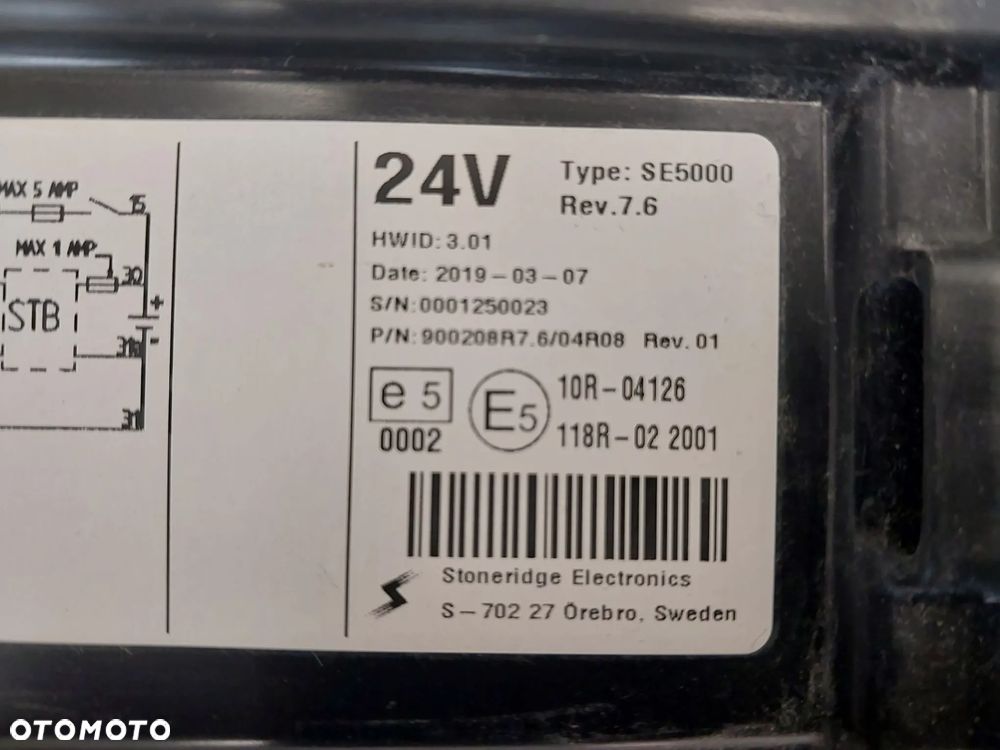 MAX 5 AMP
15
MAX 1 AMP
30
STB
+
-
31a
31
24V
Type: SE5000
Rev.7.6
HWID: 3.01
Date: 2019-03-07
S/N: 0001250023
P/N: 900208R7.6/04R08 Rev. 01
e 5
0002
E5
10R-04126
118R-02 2001
Stoneridge Electronics
S-702 27 Örebro, Sweden
OTOMOTO